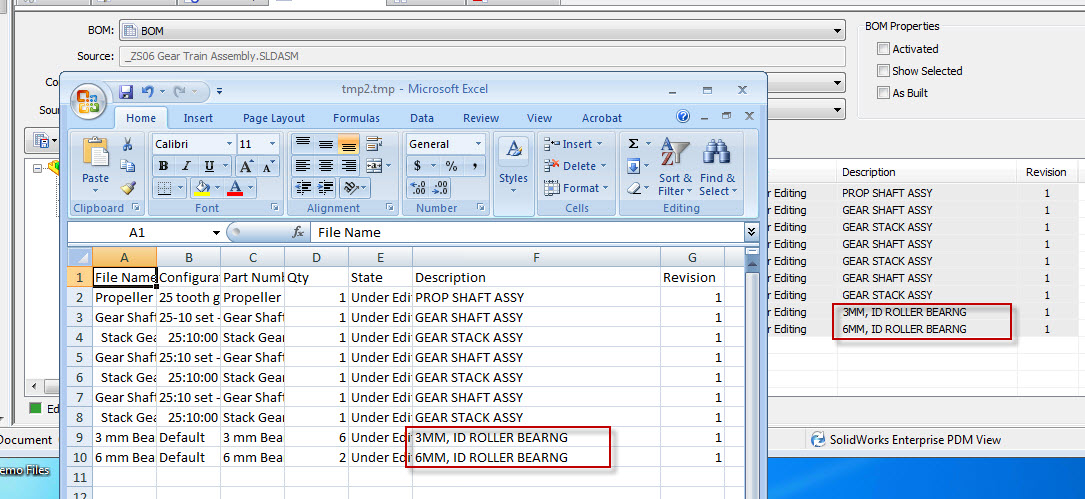 BOM: BOM
BOM Properties
Source: _ZS06 Gear Train Assembly.SLDASM
Activated
Show Selected
As Built
tmp2.tmp - Microsoft Excel
Home Insert Page Layout Formulas Data Review View Acrobat
Paste
Clipboard
Calibri 11
B I U A A
A
Font
Alignment
General
$ % ,
.00 .0
Number
Styles
Insert
Delete
Format
Cells
Σ
Sort & Filter
Find & Select
Editing
A1 fx File Name
A B C D E F G
1 File Name Configurat Part Numb Qty State Description Revision
2 Propeller 25 tooth g Propeller 1 Under Edi PROP SHAFT ASSY 1
3 Gear Shaft 25-10 set - Gear Shaft 1 Under Edi GEAR SHAFT ASSY 1
4 Stack Gea 25:10:00 Stack Gear 1 Under Edi GEAR STACK ASSY 1
5 Gear Shaft 25:10 set - Gear Shaft 1 Under Edi GEAR SHAFT ASSY 1
6 Stack Gea 25:10:00 Stack Gear 1 Under Edi GEAR STACK ASSY 1
7 Gear Shaft 25:10 set - Gear Shaft 1 Under Edi GEAR SHAFT ASSY 1
8 Stack Gea 25:10:00 Stack Gear 1 Under Edi GEAR STACK ASSY 1
9 3 mm Bea Default 3 mm Bea 6 Under Edi 3MM, ID ROLLER BEARNG 1
10 6 mm Bea Default 6 mm Bea 2 Under Edi 6MM, ID ROLLER BEARNG 1
11
12
Description Revision
r Editing PROP SHAFT ASSY 1
r Editing GEAR SHAFT ASSY 1
r Editing GEAR STACK ASSY 1
r Editing GEAR SHAFT ASSY 1
r Editing GEAR STACK ASSY 1
r Editing GEAR SHAFT ASSY 1
r Editing GEAR STACK ASSY 1
r Editing 3MM, ID ROLLER BEARNG 1
r Editing 6MM, ID ROLLER BEARNG 1
SolidWorks Enterprise PDM View
Document
emo Files